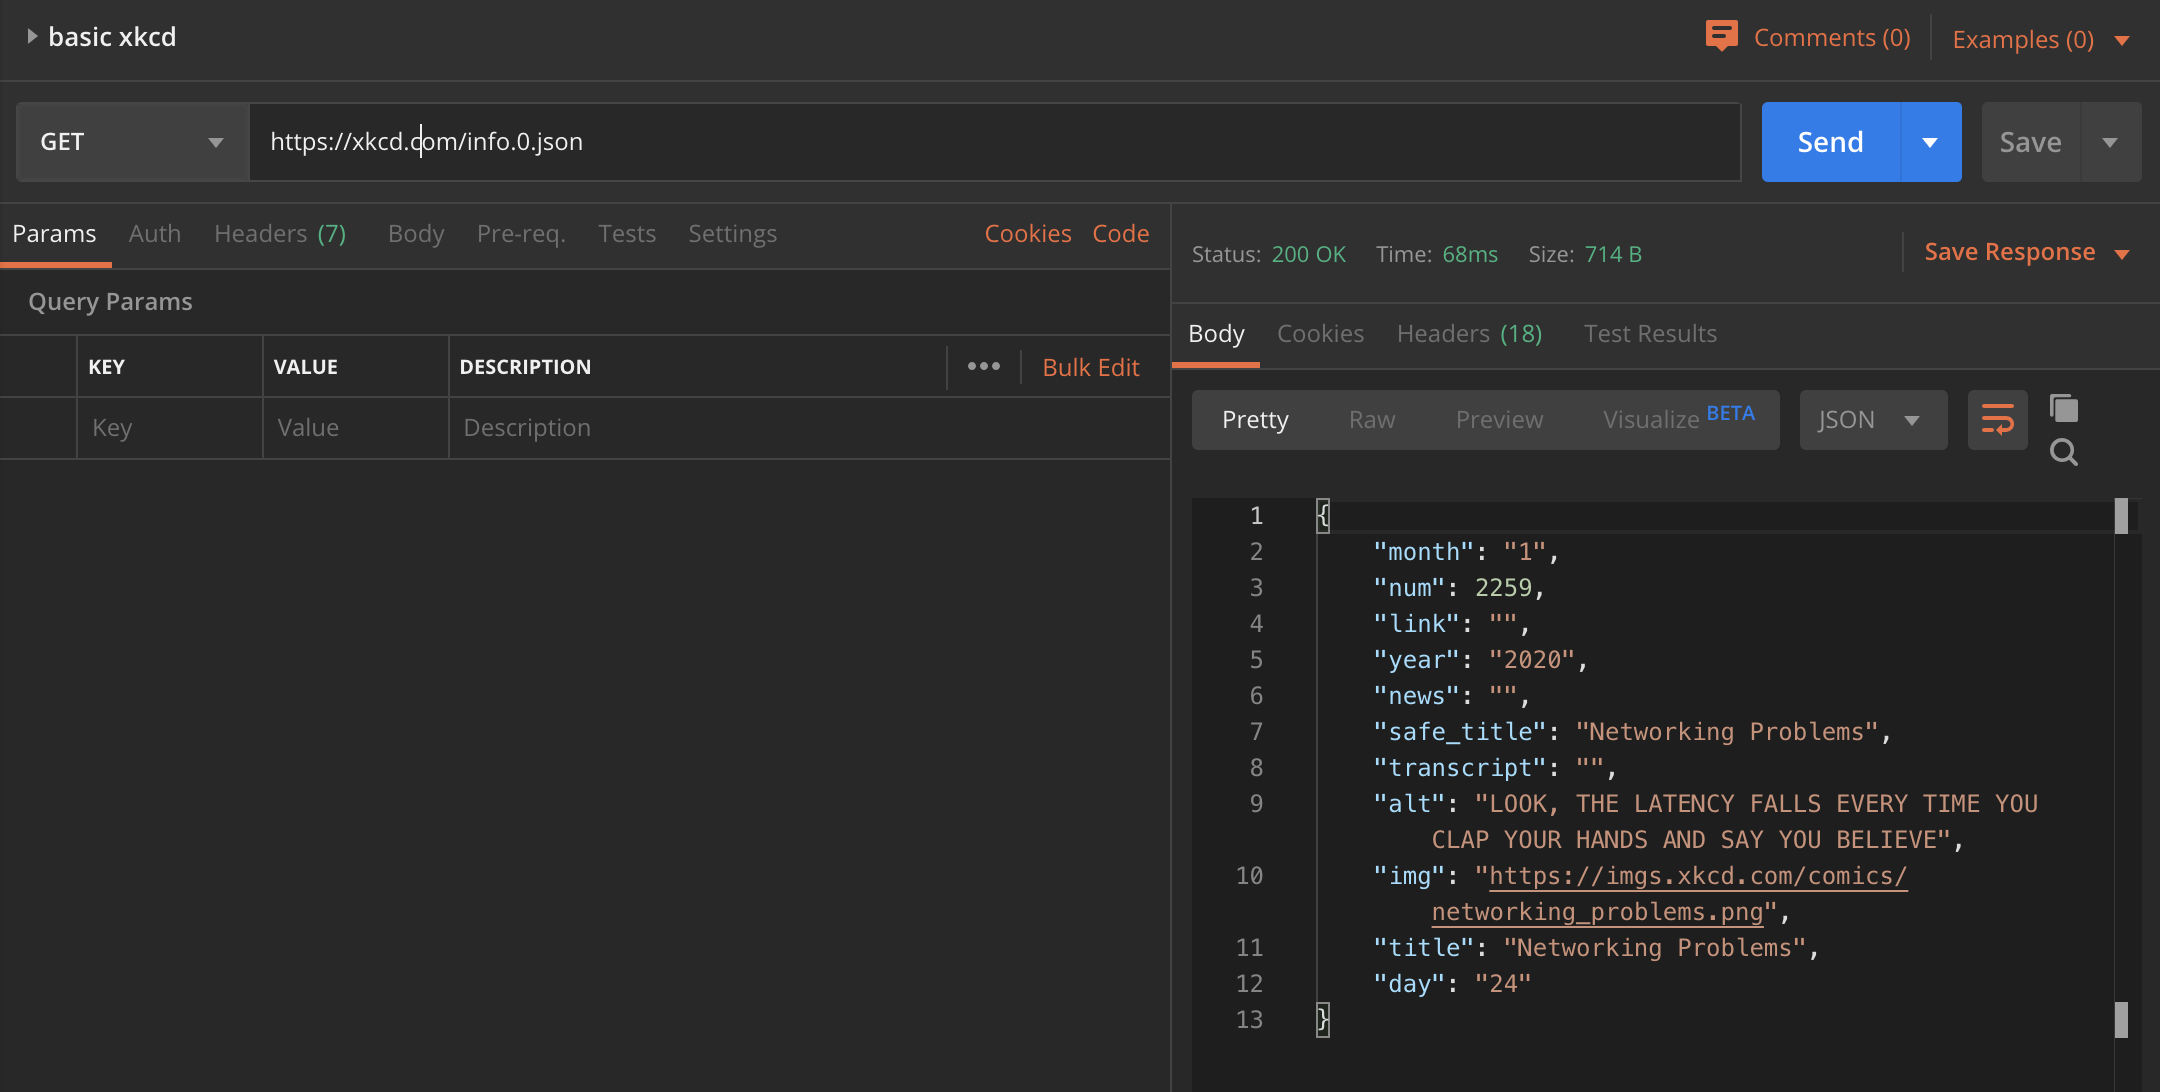 basic xkcd
Comments (0)
Examples (0)
GET
https://xkcd.com/info.0.json
Send
Save
Params Auth Headers (7) Body Pre-req. Tests Settings Cookies Code
Query Params
KEY VALUE DESCRIPTION ••• Bulk Edit
Key Value Description
Status: 200 OK Time: 68ms Size: 714 B Save Response
Body Cookies Headers (18) Test Results
Pretty Raw Preview Visualize BETA JSON
1 {
2 "month": "1",
3 "num": 2259,
4 "link": "",
5 "year": "2020",
6 "news": "",
7 "safe_title": "Networking Problems",
8 "transcript": "",
9 "alt": "LOOK, THE LATENCY FALLS EVERY TIME YOU
CLAP YOUR HANDS AND SAY YOU BELIEVE",
10 "img": "https://imgs.xkcd.com/comics/
networking_problems.png",
11 "title": "Networking Problems",
12 "day": "24"
13 }